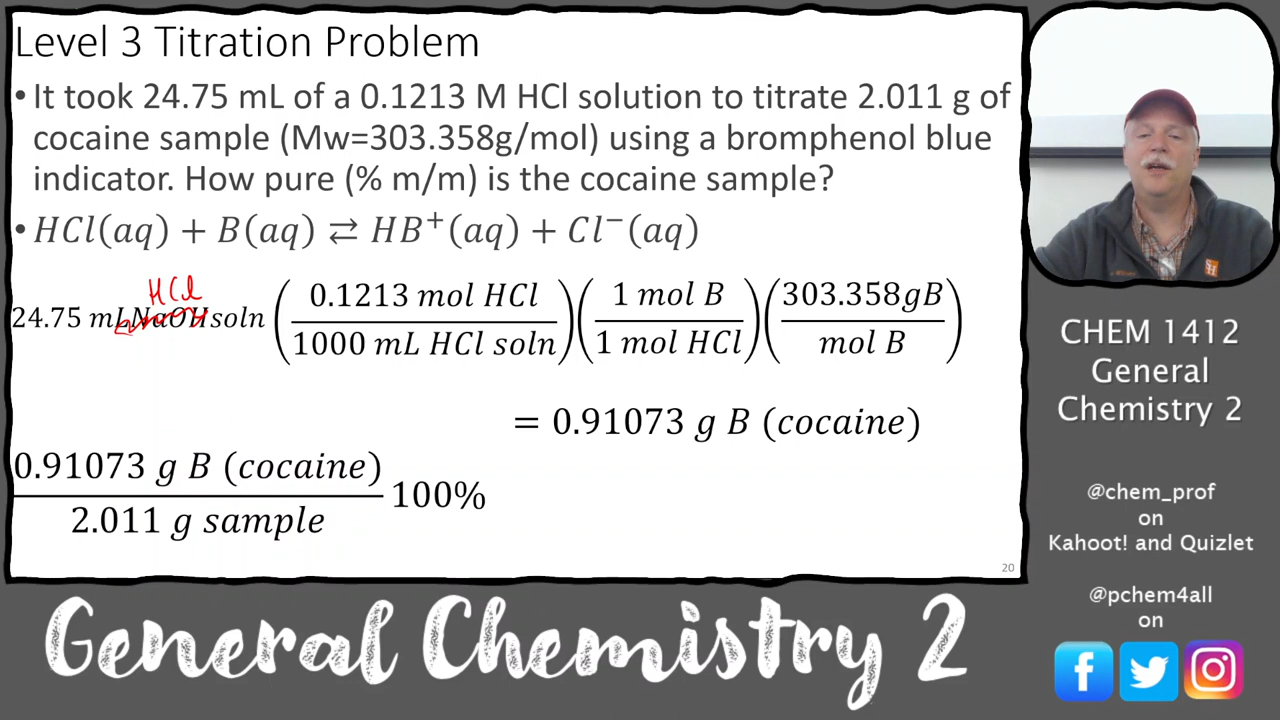 Level 3 Titration Problem
• It took 24.75 mL of a 0.1213 M HCl solution to titrate 2.011 g of
cocaine sample (Mw=303.358g/mol) using a bromphenol blue
indicator. How pure (% m/m) is the cocaine sample?
• HCl(aq) + B(aq) ⇄ HB⁺(aq) + Cl⁻(aq)
HCl
24.75 mLNaOHsoln (0.1213 mol HCl / 1000 mL HCl soln)(1 mol B / 1 mol HCl)(303.358gB / mol B)
= 0.91073 g B (cocaine)
0.91073 g B (cocaine) / 2.011 g sample 100%
20
CHEM 1412
General
Chemistry 2
@chem_prof
on
Kahoot! and Quizlet
@pchem4all
on
General Chemistry 2